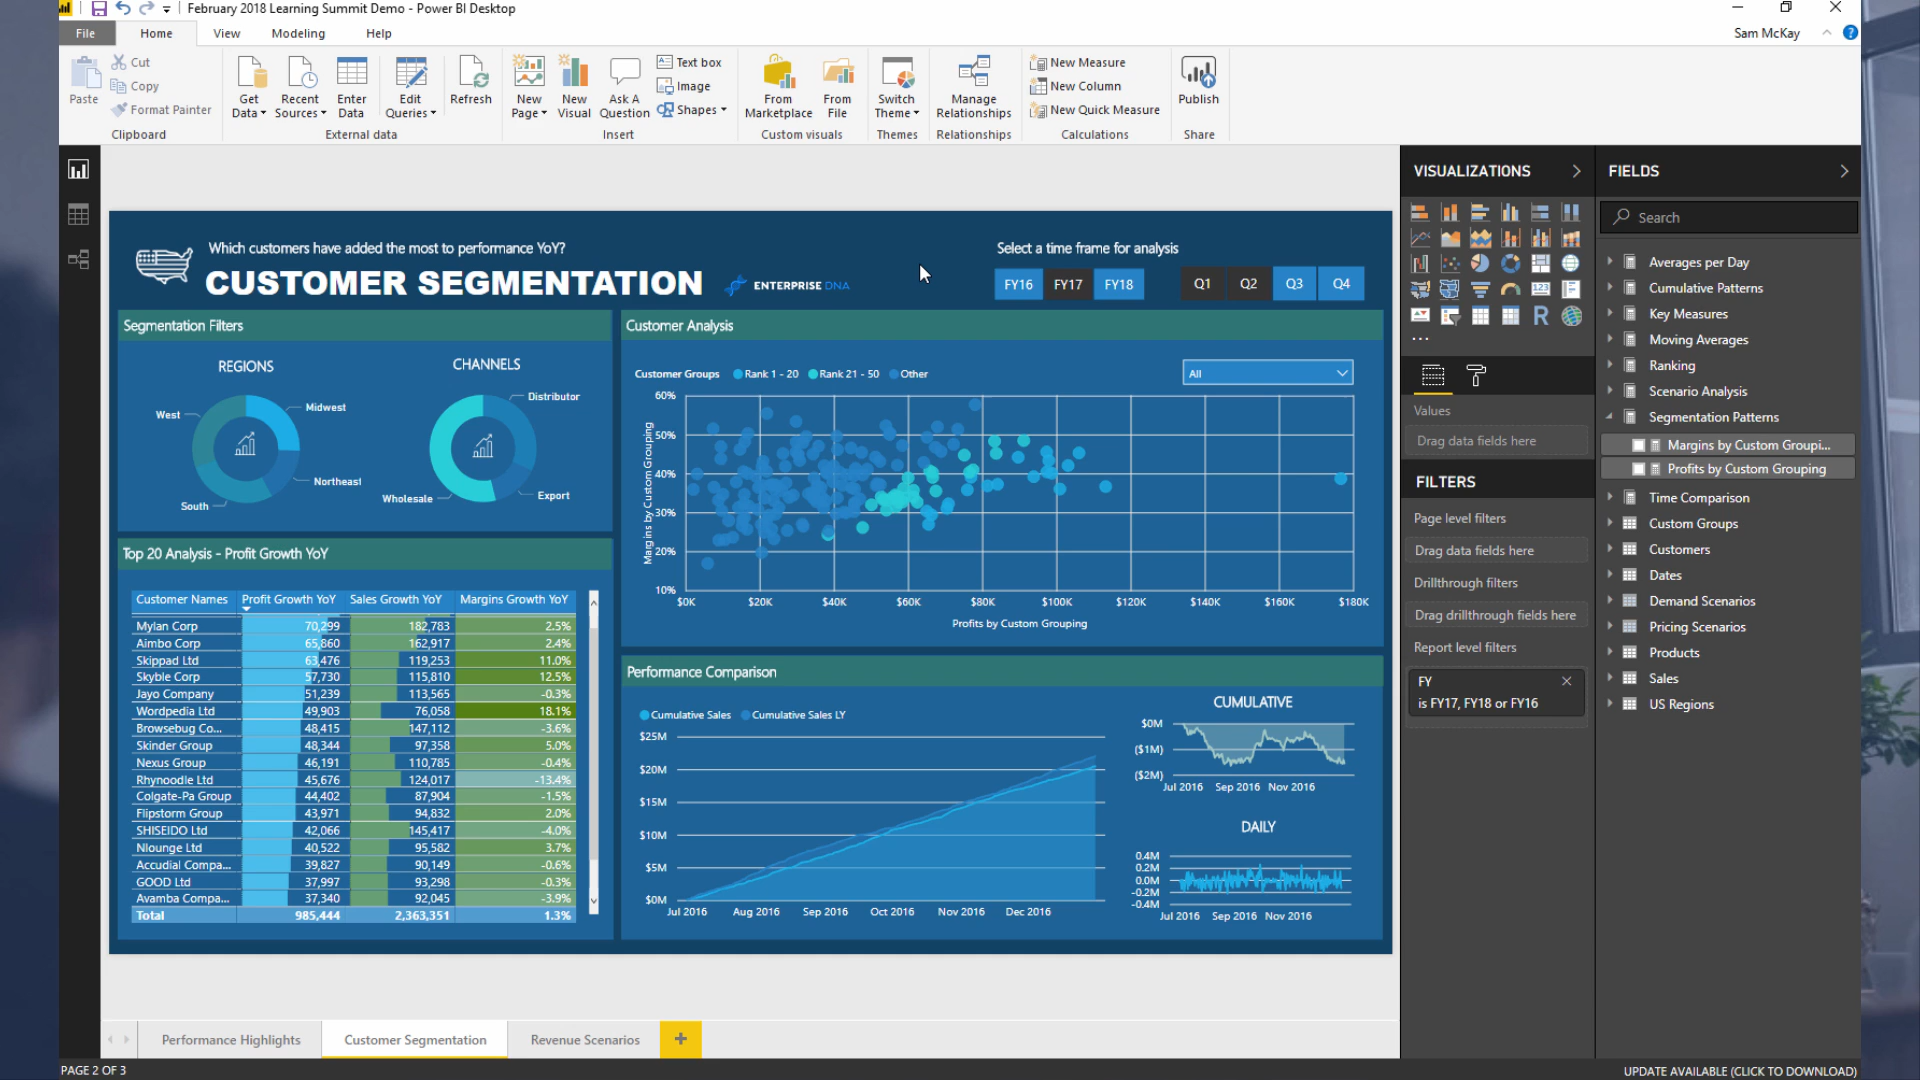 February 2018 Learning Summit Demo - Power BI Desktop
File
Home
View
Modeling
Help
Sam McKay
?
Paste
Cut
Copy
Format Painter
Clipboard
Get Data
Recent Sources
Enter Data
Edit Queries
Refresh
External data
New Page
New Visual
Ask A Question
Text box
Image
Shapes
Insert
From Marketplace
From File
Custom visuals
Switch Theme
Themes
Manage Relationships
Relationships
New Measure
New Column
New Quick Measure
Calculations
Publish
Share
Which customers have added the most to performance YoY?
CUSTOMER SEGMENTATION
ENTERPRISE DNA
Select a time frame for analysis
FY16 FY17 FY18
Q1 Q2 Q3 Q4
Segmentation Filters
REGIONS
West
Midwest
Northeast
South
CHANNELS
Distributor
Wholesale
Export
Top 20 Analysis - Profit Growth YoY
Customer Names Profit Growth YoY Sales Growth YoY Margins Growth YoY
Mylan Corp 70,299 182,783 2.5%
Aimbo Corp 65,860 162,917 2.4%
Skippad Ltd 63,476 119,253 11.0%
Skyble Corp 57,730 115,810 12.5%
Jayo Company 51,239 113,565 -0.3%
Wordpedia Ltd 49,903 76,058 18.1%
Browsebug Co... 48,415 147,112 -3.6%
Skinder Group 48,344 97,358 5.0%
Nexus Group 46,191 110,785 -0.4%
Rhynoodle Ltd 45,676 124,017 -13.4%
Colgate-Pa Group 44,402 87,904 -1.5%
Flipstorm Group 43,971 94,832 2.0%
SHISEIDO Ltd 42,066 145,417 -4.0%
Nlounge Ltd 40,522 95,582 3.7%
Accudial Compa... 39,827 90,149 -0.6%
GOOD Ltd 37,997 93,298 -0.3%
Avamba Compa... 37,340 92,045 -3.9%
Total 985,444 2,363,351 1.3%
Customer Analysis
Customer Groups Rank 1 - 20 Rank 21 - 50 Other
All
Margins by Custom Grouping
60%
50%
40%
30%
20%
10%
$0K $20K $40K $60K $80K $100K $120K $140K $160K $180K
Profits by Custom Grouping
Performance Comparison
Cumulative Sales Cumulative Sales LY
$25M
$20M
$15M
$10M
$5M
$0M
Jul 2016 Aug 2016 Sep 2016 Oct 2016 Nov 2016 Dec 2016
CUMULATIVE
$0M
($1M)
($2M)
Jul 2016 Sep 2016 Nov 2016
DAILY
0.4M
0.2M
0.0M
-0.2M
-0.4M
Jul 2016 Sep 2016 Nov 2016
VISUALIZATIONS
123
R
...
Values
Drag data fields here
FILTERS
Page level filters
Drag data fields here
Drillthrough filters
Drag drillthrough fields here
Report level filters
FY
is FY17, FY18 or FY16
FIELDS
Search
Averages per Day
Cumulative Patterns
Key Measures
Moving Averages
Ranking
Scenario Analysis
Segmentation Patterns
Margins by Custom Groupi...
Profits by Custom Grouping
Time Comparison
Custom Groups
Customers
Dates
Demand Scenarios
Pricing Scenarios
Products
Sales
US Regions
Performance Highlights
Customer Segmentation
Revenue Scenarios
+
PAGE 2 OF 3
UPDATE AVAILABLE (CLICK TO DOWNLOAD)